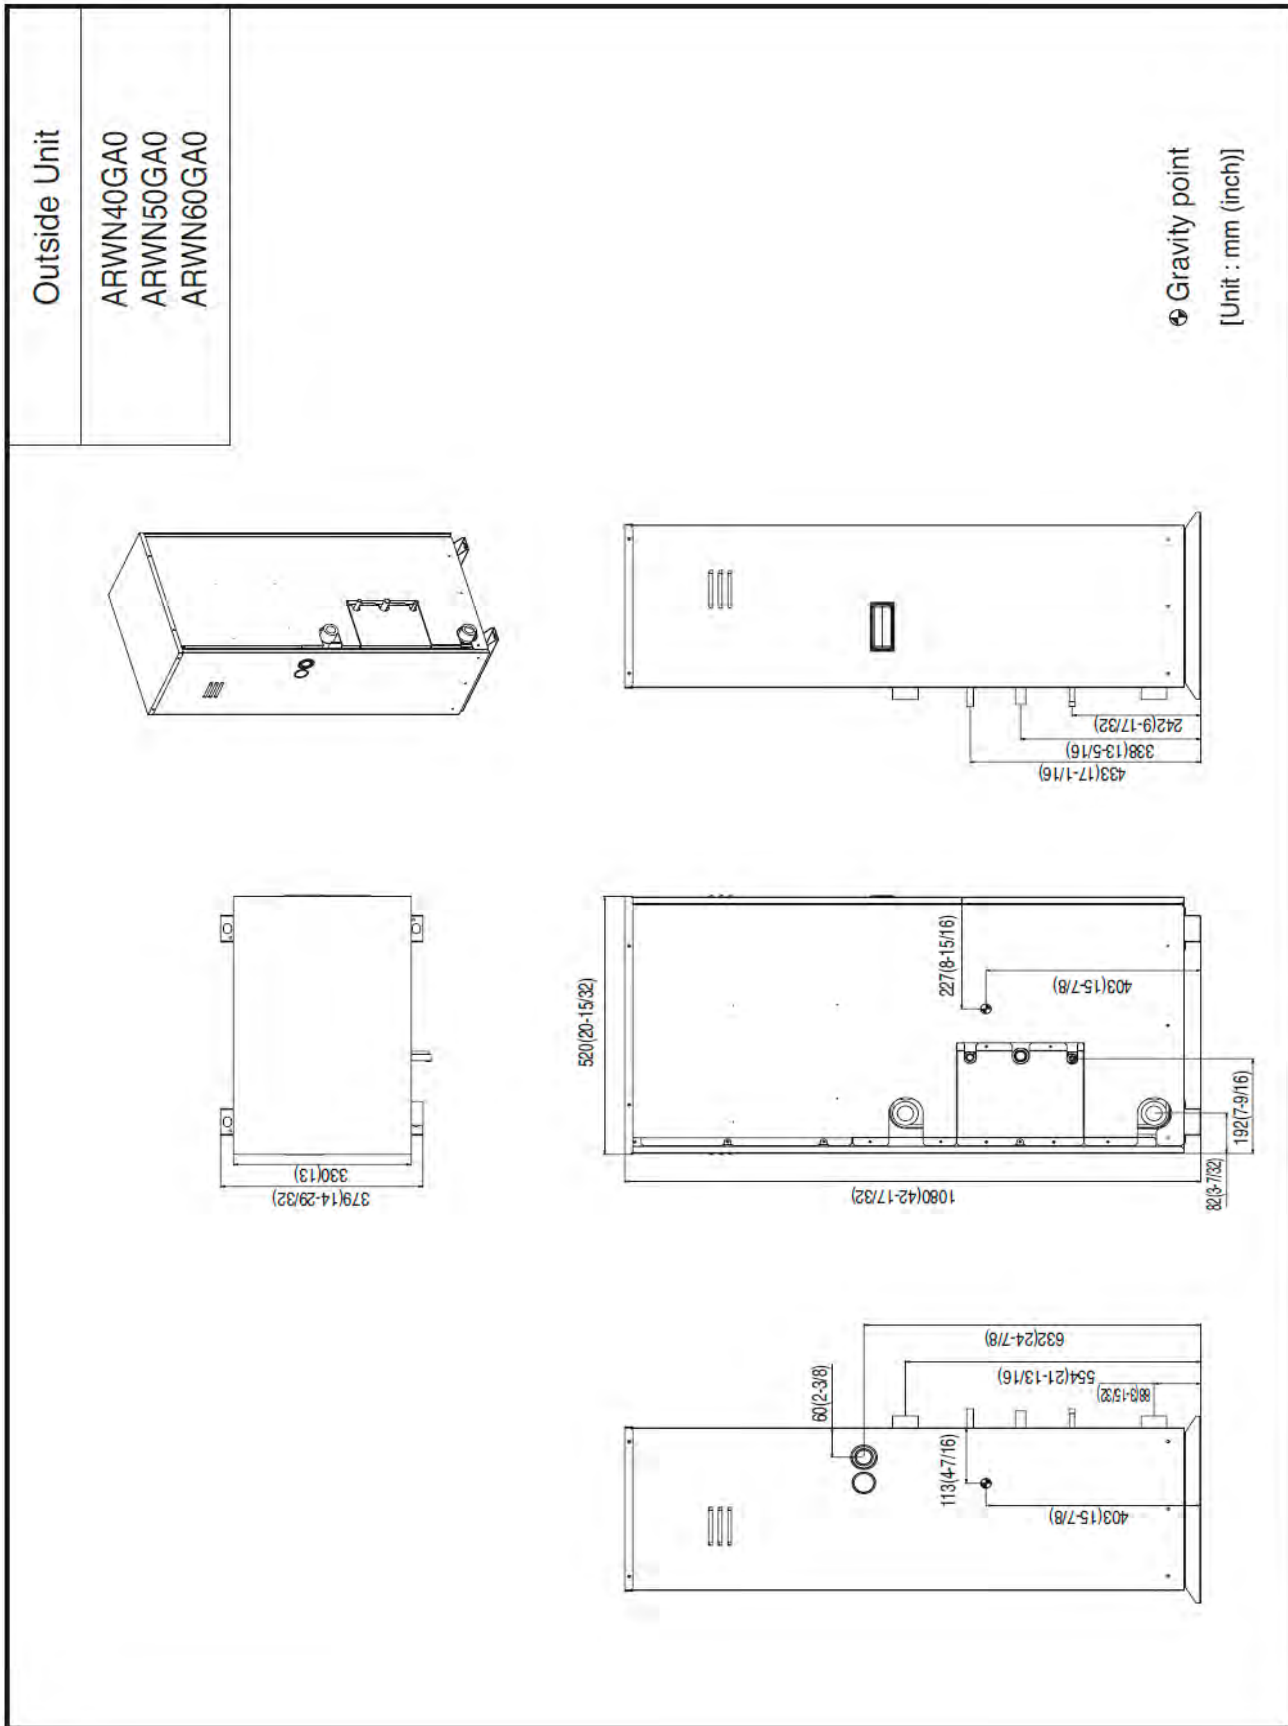 Outside Unit
ARWN40GA0
ARWN50GA0
ARWN60GA0
379(14-29/32)
330(13)
520(20-15/32)
1080(42-17/32)
227(8-15/16)
403(15-7/8)
192(7-9/16)
82(3-7/32)
60(2-3/8)
632(24-7/8)
554(21-13/16)
88(3-15/32)
113(4-7/16)
403(15-7/8)
433(17-1/16)
338(13-5/16)
242(9-17/32)
Gravity point
[Unit : mm (inch)]